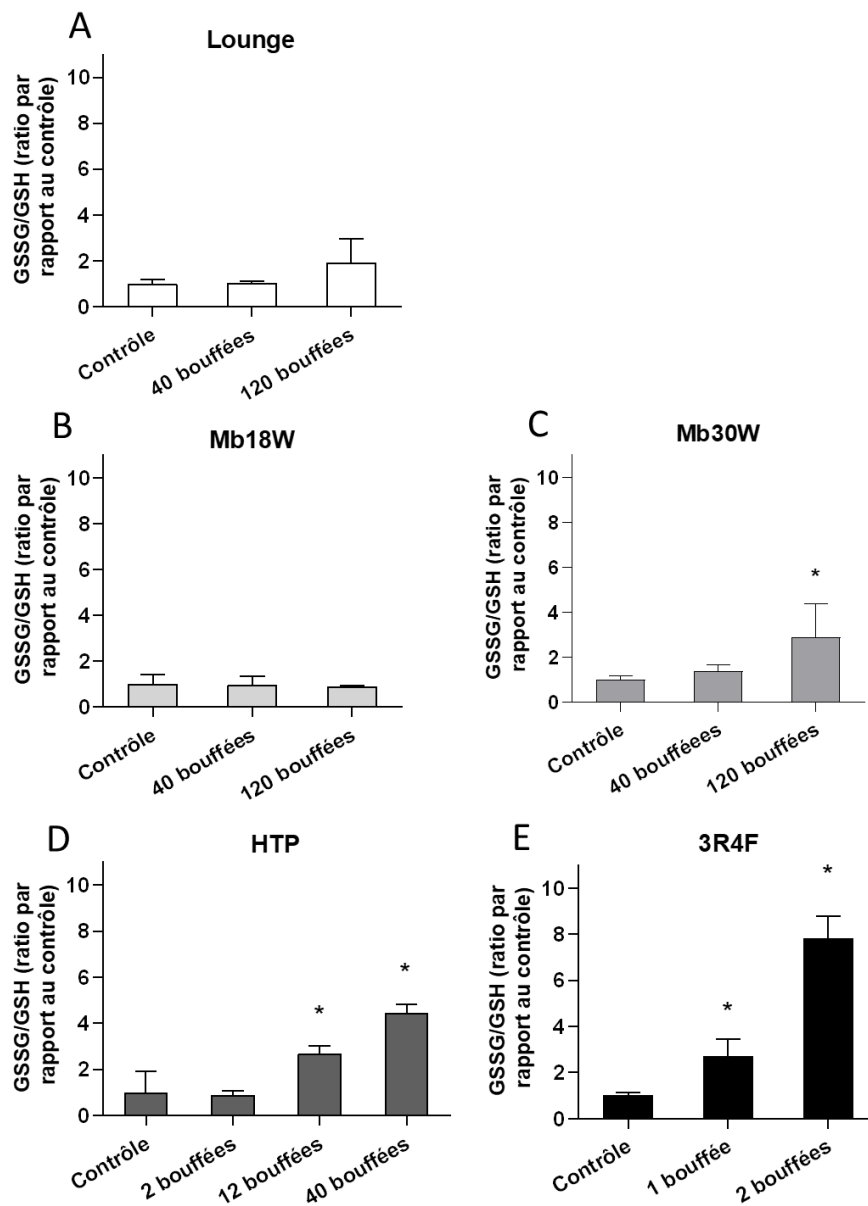 A
Lounge
GSSG/GSH (ratio par
rapport au contrôle)
10
8
6
4
2
0
Contrôle
40 bouffées
120 bouffées
B
Mb18W
GSSG/GSH (ratio par
rapport au contrôle)
10
8
6
4
2
0
Contrôle
40 bouffées
120 bouffées
C
Mb30W
GSSG/GSH (ratio par
rapport au contrôle)
10
8
6
4
2
0
*
Contrôle
40 boufféees
120 bouffées
D
HTP
GSSG/GSH (ratio par
rapport au contrôle)
10
8
6
4
2
0
*
*
Contrôle
2 bouffées
12 bouffées
40 bouffées
E
3R4F
GSSG/GSH (ratio par
rapport au contrôle)
10
8
6
4
2
0
*
*
Contrôle
1 bouffée
2 bouffées